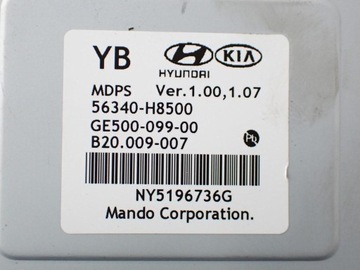 YB HYUNDAI KIA
MDPS Ver.1.00,1.07
56340-H8500
GE500-099-00
B20.009-007
Pb
NY5196736G
Mando Corporation.